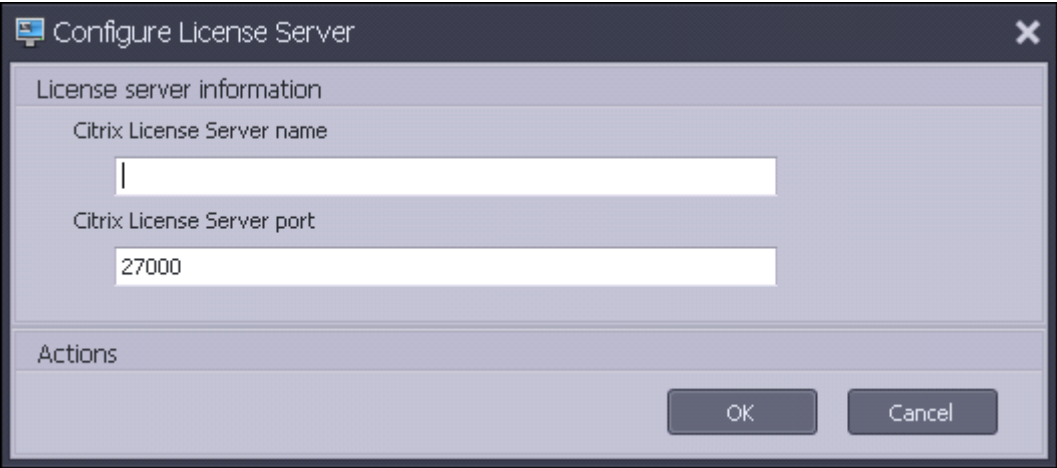 Configure License Server
License server information
Citrix License Server name
Citrix License Server port
27000
Actions
OK
Cancel